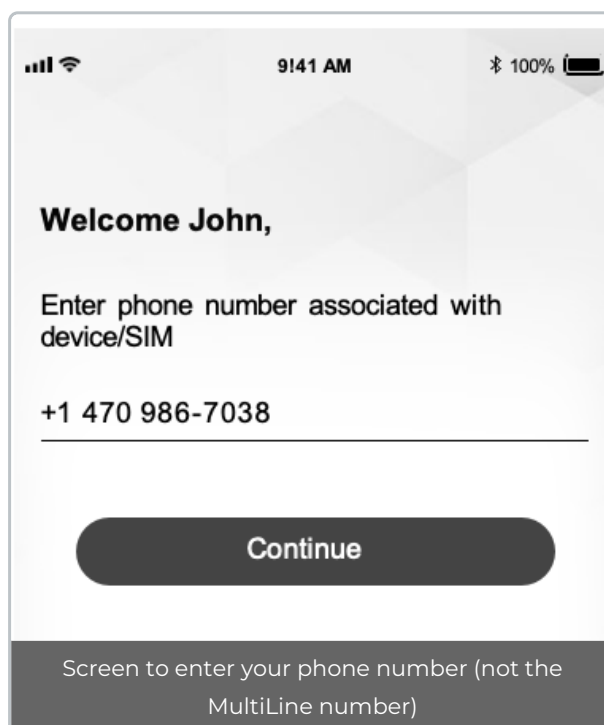 9:41 AM
100%
Welcome John,
Enter phone number associated with
device/SIM
+1 470 986-7038
Continue
Screen to enter your phone number (not the
MultiLine number)